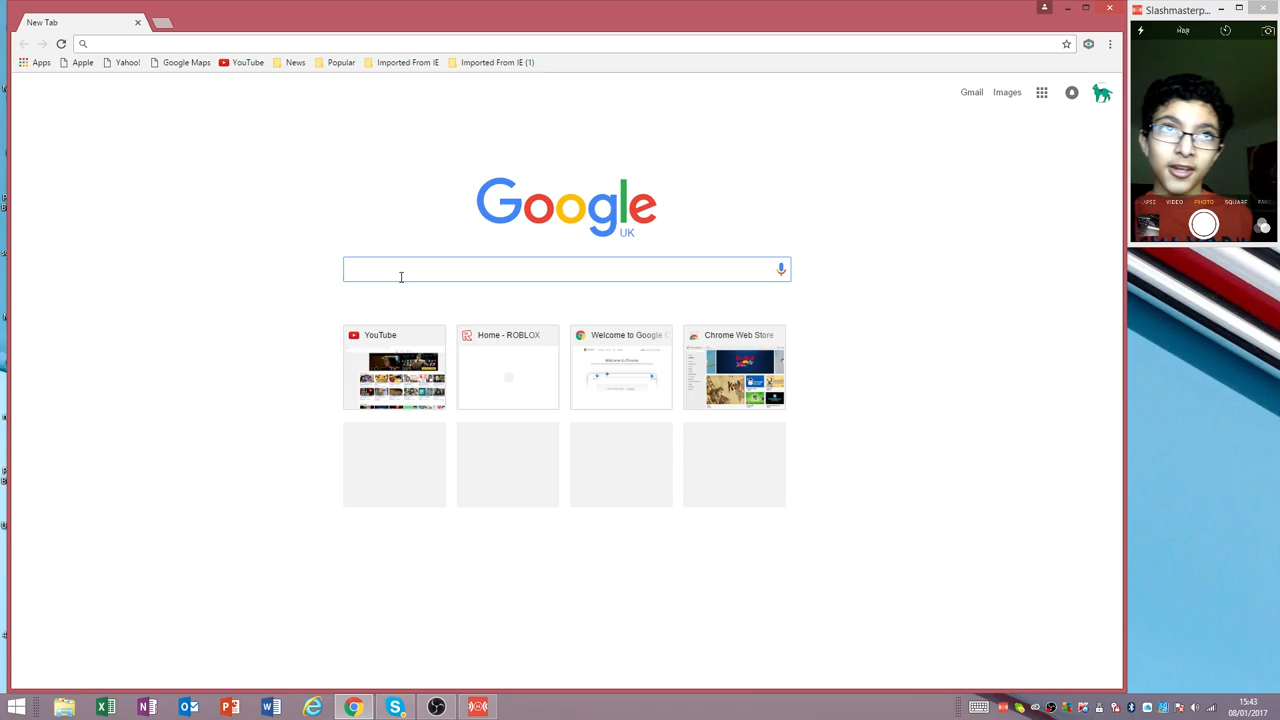 New Tab
Slashmasterp...
Apps
Apple
Yahoo!
Google Maps
YouTube
News
Popular
Imported From IE
Imported From IE (1)
HDR
Gmail
Images
Google
UK
YouTube
Home - ROBLOX
Welcome to Google C
Chrome Web Store
VIDEO
PHOTO
SQUARE
15:43
08/01/2017